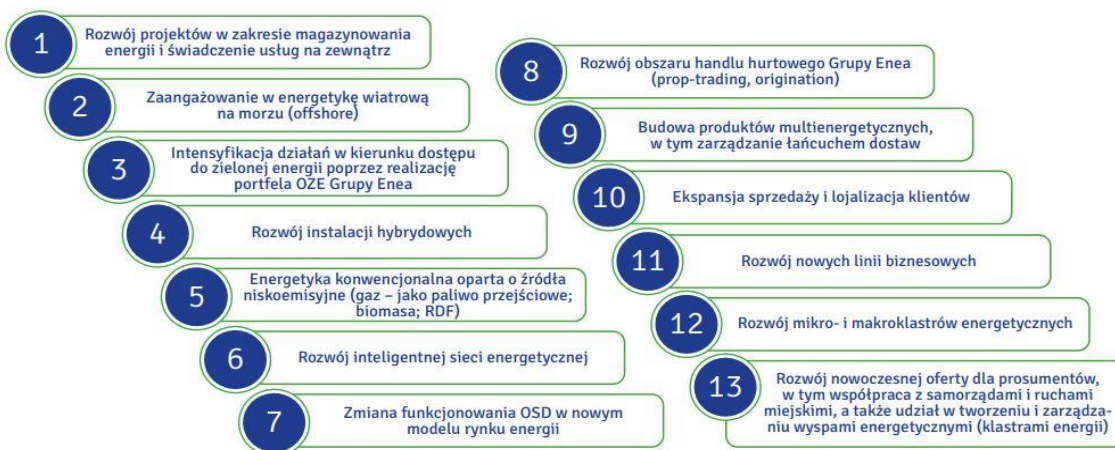 1
Rozwój projektów w zakresie magazynowania
energii i świadczenie usług na zewnątrz
2
Zaangażowanie w energetykę wiatrową
na morzu (offshore)
3
Intensyfikacja działań w kierunku dostępu
do zielonej energii poprzez realizację
portfela OZE Grupy Enea
4
Rozwój instalacji hybrydowych
5
Energetyka konwencjonalna oparta o źródła
niskoemisyjne (gaz – jako paliwo przejściowe;
biomasa; RDF)
6
Rozwój inteligentnej sieci energetycznej
7
Zmiana funkcjonowania OSD w nowym
modelu rynku energii
8
Rozwój obszaru handlu hurtowego Grupy Enea
(prop-trading, origination)
9
Budowa produktów multienergetycznych,
w tym zarządzanie łańcuchem dostaw
10
Ekspansja sprzedaży i lojalizacja klientów
11
Rozwój nowych linii biznesowych
12
Rozwój mikro- i makroklastrów energetycznych
13
Rozwój nowoczesnej oferty dla prosumentów,
w tym współpraca z samorządami i ruchami
miejskimi, a także udział w tworzeniu i zarządza-
niu wyspami energetycznymi (klastrami energii)